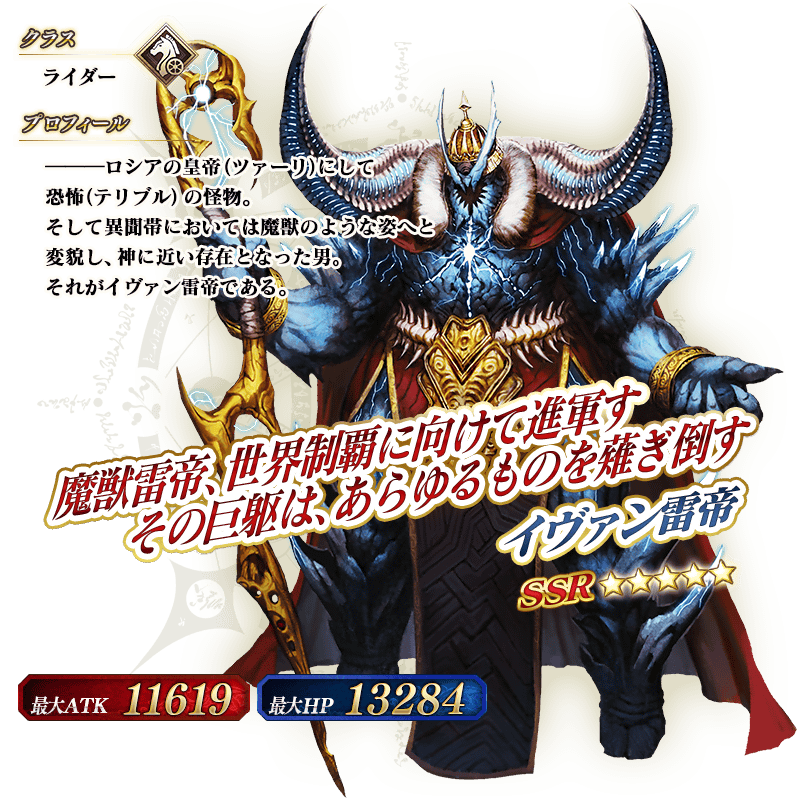 クラス
ライダー
プロフィール
―――ロシアの皇帝（ツァーリ）にして
恐怖（テリブル）の怪物。
そして異聞帯においては魔獣のような姿へと
変貌し、神に近い存在となった男。
それがイヴァン雷帝である。
魔獣雷帝、世界制覇に向けて進軍す
その巨躯は、あらゆるものを薙ぎ倒す
イヴァン雷帝
SSR ☆☆☆☆☆
最大ATK 11619
最大HP 13284